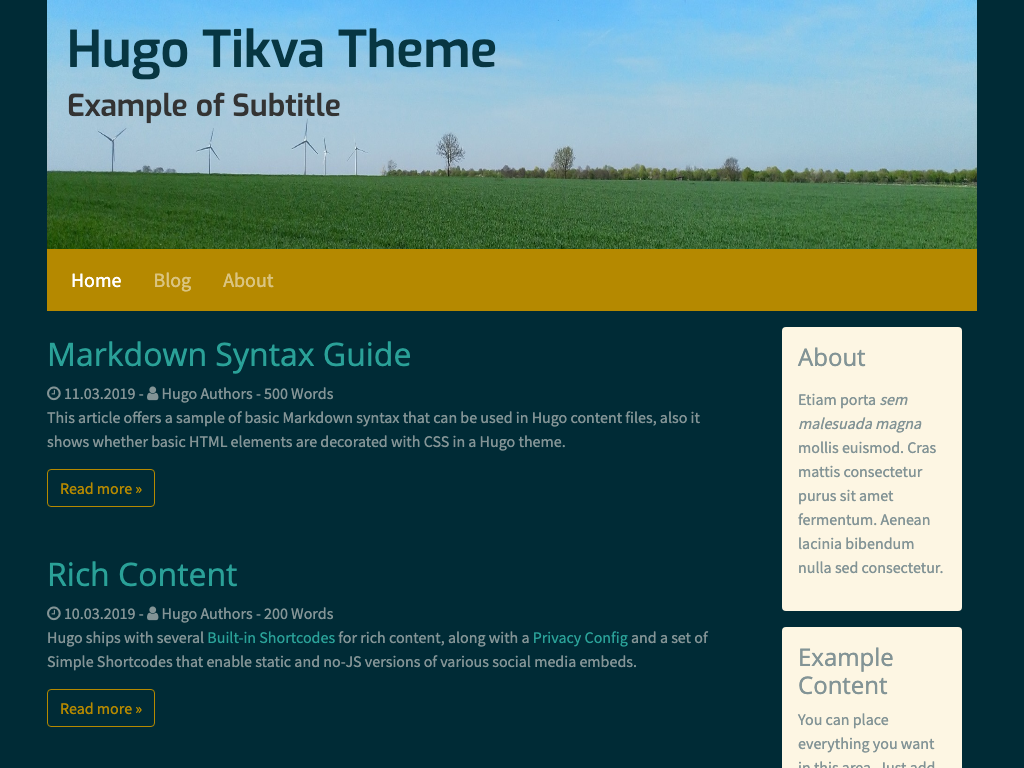 Hugo Tikva Theme
Example of Subtitle
Home Blog About
Markdown Syntax Guide
11.03.2019 - Hugo Authors - 500 Words
This article offers a sample of basic Markdown syntax that can be used in Hugo content files, also it
shows whether basic HTML elements are decorated with CSS in a Hugo theme.
Read more »
Rich Content
10.03.2019 - Hugo Authors - 200 Words
Hugo ships with several Built-in Shortcodes for rich content, along with a Privacy Config and a set of
Simple Shortcodes that enable static and no-JS versions of various social media embeds.
Read more »
About
Etiam porta sem
malesuada magna
mollis euismod. Cras
mattis consectetur
purus sit amet
fermentum. Aenean
lacinia bibendum
nulla sed consectetur.
Example
Content
You can place
everything you want
in this area. Just add